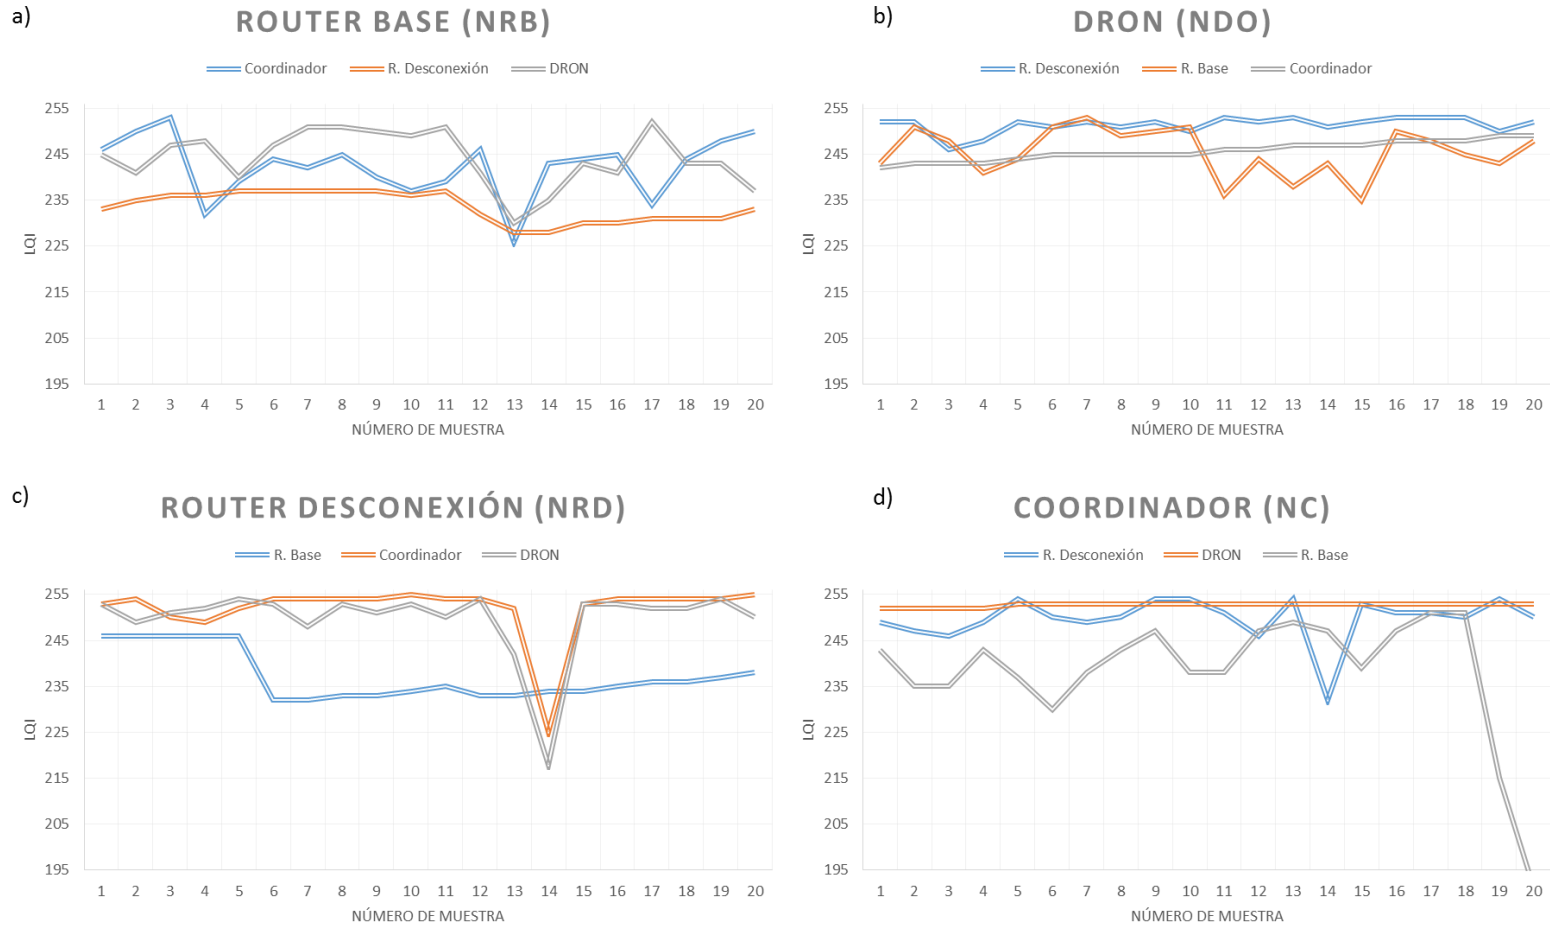 a)
ROUTER BASE (NRB)
Coordinador R. Desconexión DRON
255
245
235
225
215
205
195
LQI
1 2 3 4 5 6 7 8 9 10 11 12 13 14 15 16 17 18 19 20
NÚMERO DE MUESTRA
b)
DRON (NDO)
R. Desconexión R. Base Coordinador
255
245
235
225
215
205
195
LQI
1 2 3 4 5 6 7 8 9 10 11 12 13 14 15 16 17 18 19 20
NÚMERO DE MUESTRA
c)
ROUTER DESCONEXIÓN (NRD)
R. Base Coordinador DRON
255
245
235
225
215
205
195
LQI
1 2 3 4 5 6 7 8 9 10 11 12 13 14 15 16 17 18 19 20
NÚMERO DE MUESTRA
d)
COORDINADOR (NC)
R. Desconexión DRON R. Base
255
245
235
225
215
205
195
LQI
1 2 3 4 5 6 7 8 9 10 11 12 13 14 15 16 17 18 19 20
NÚMERO DE MUESTRA